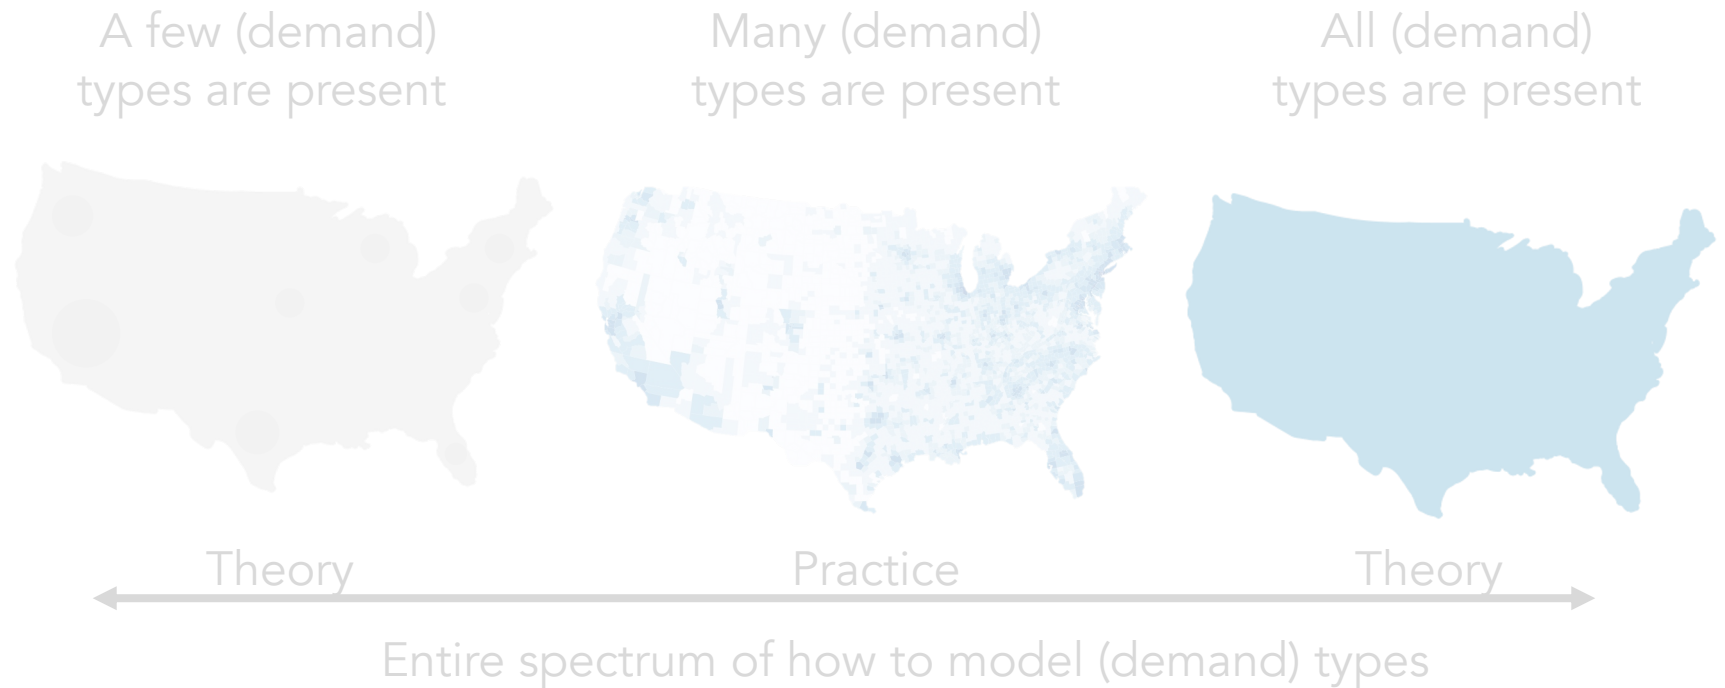 A few (demand)
types are present
Many (demand)
types are present
All (demand)
types are present
Theory
Practice
Theory
Entire spectrum of how to model (demand) types